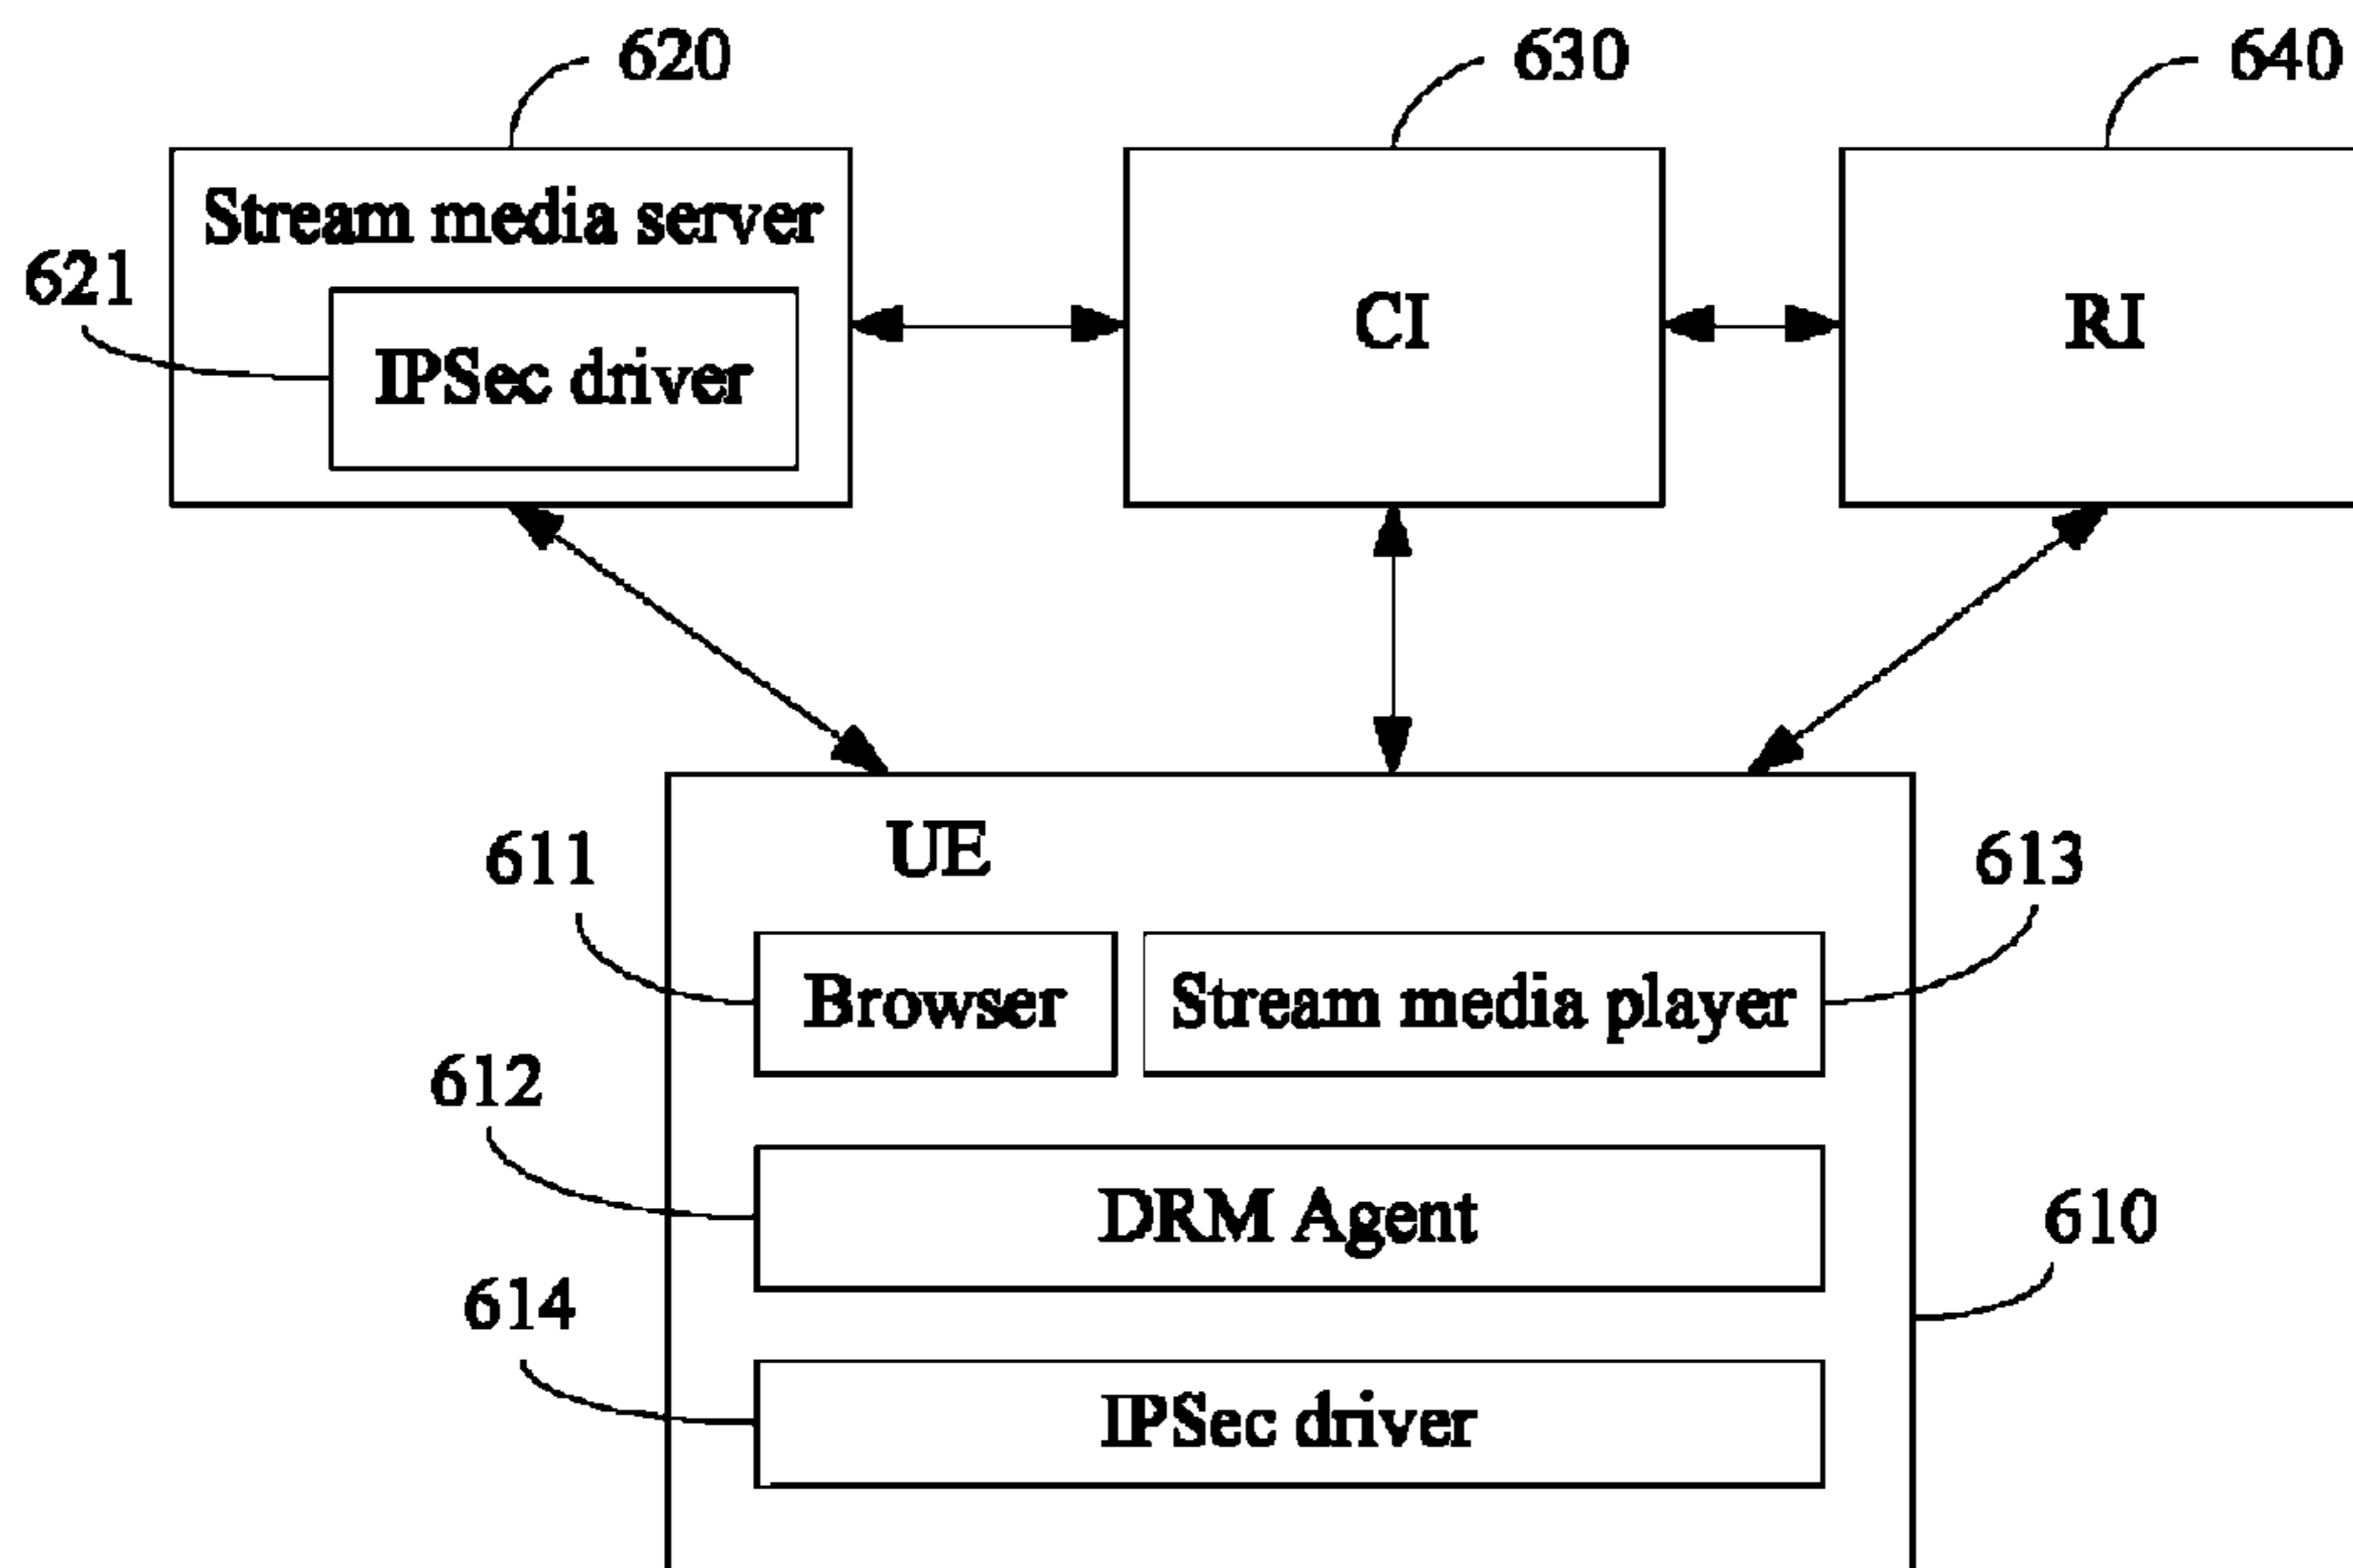 620
630
640
Stream media server
621
IPSec driver
CI
RI
UE
611
613
Browser
Stream media player
612
DRM Agent
610
614
IPSec driver